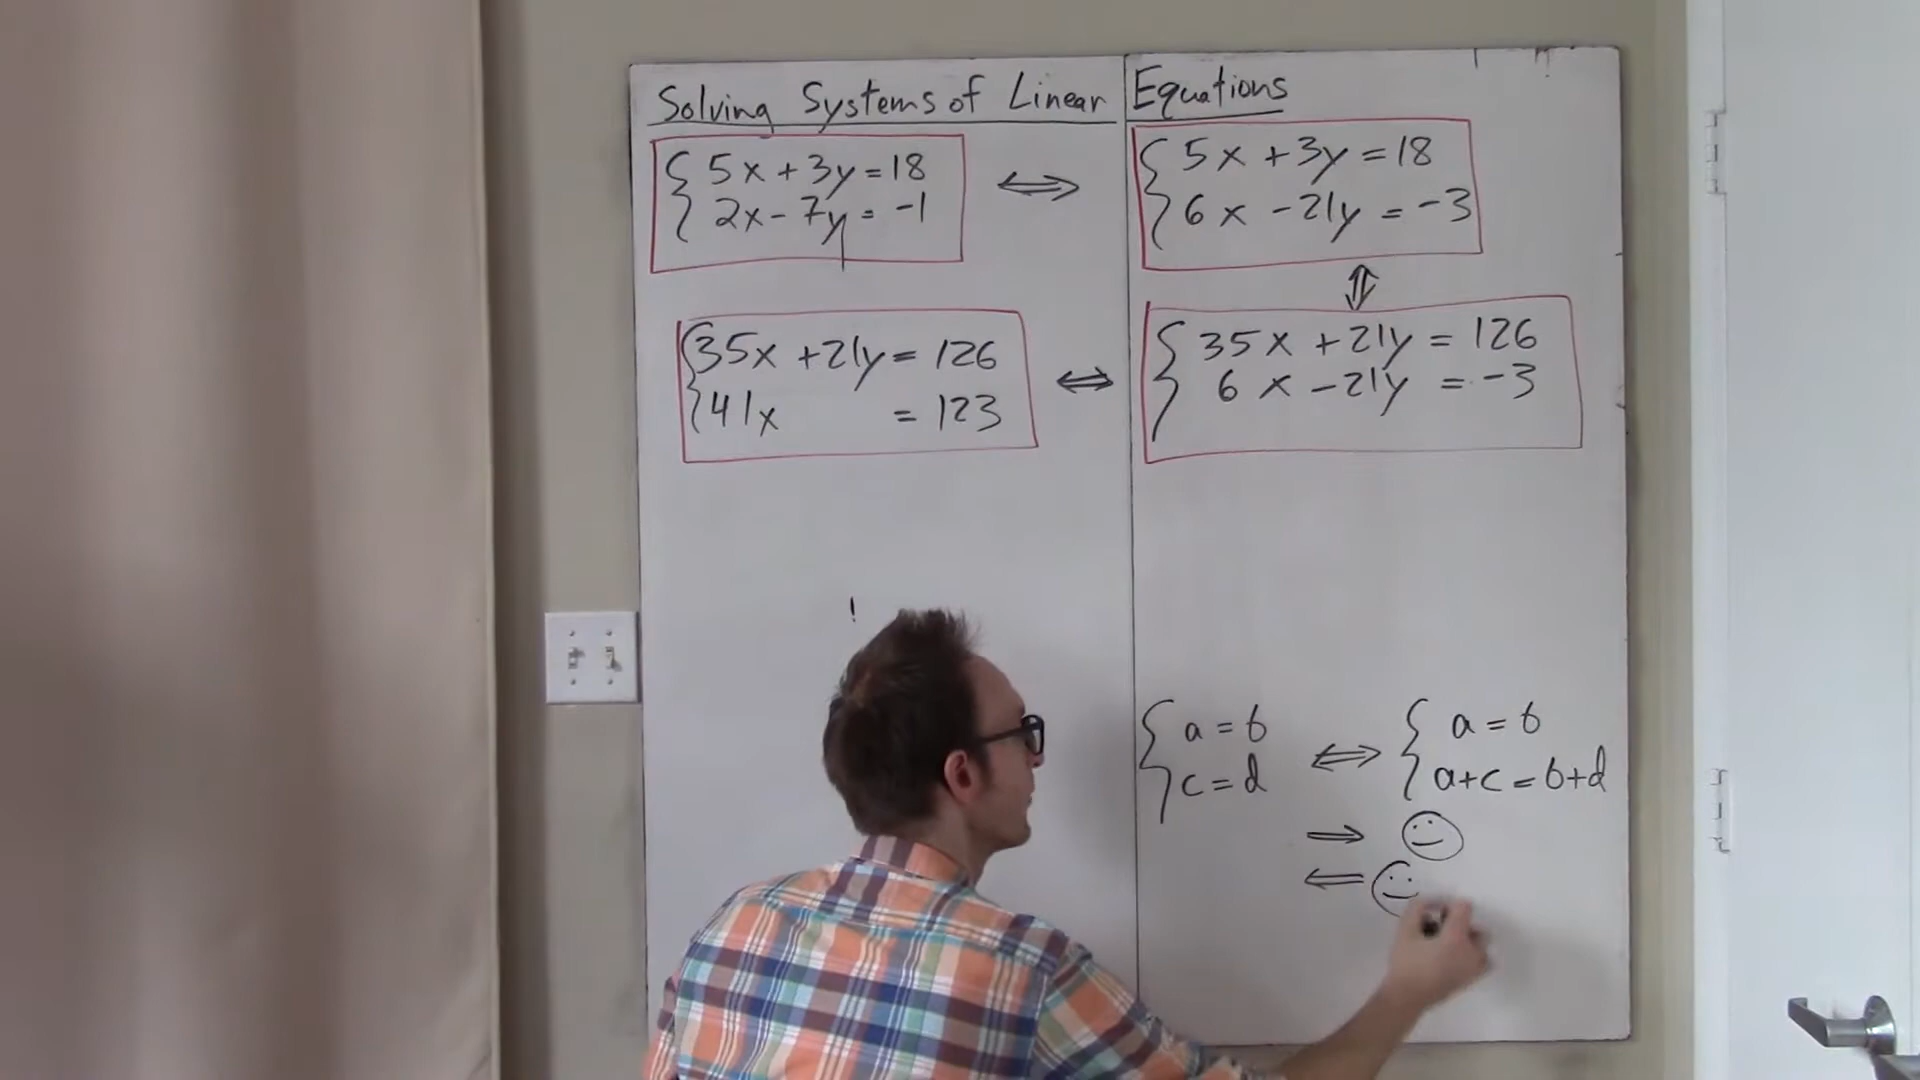 Solving Systems of Linear Equations
{ 5x + 3y = 18
2x - 7y = -1
⟺
{ 5x + 3y = 18
6x - 21y = -3
⇕
{ 35x + 21y = 126
41x = 123
⟺
{ 35x + 21y = 126
6x - 21y = -3
!
{ a = b
c = d
⟺
{ a = b
a+c = b+d
⟹
⟸